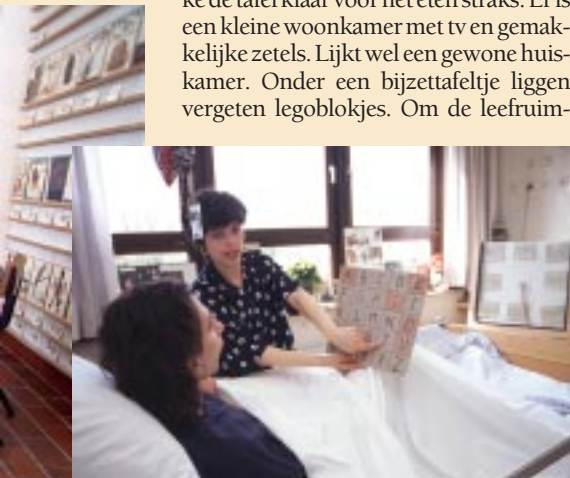 ke de tafel klaar voor het eten straks. Er is
een kleine woonkamer met tv en gemak-
kelijke zetels. Lijkt wel een gewone huis-
kamer. Onder een bijzettafeltje liggen
vergeten legoblokjes. Om de leefruim-